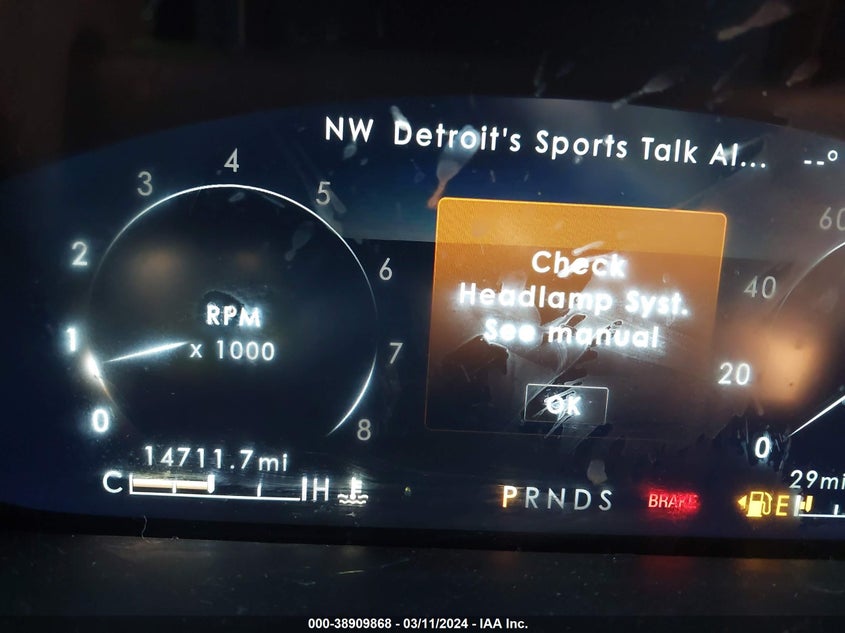 NW Detroit's Sports Talk Al... --°
0 1 2 3 4 5 6 7 8
RPM
x 1000
Check
Headlamp Syst.
See manual
OK
0 20 40 60
14711.7mi
29mi
C H
PRNDS
BRAKE
E
000-38909868 - 03/11/2024 - IAA Inc.